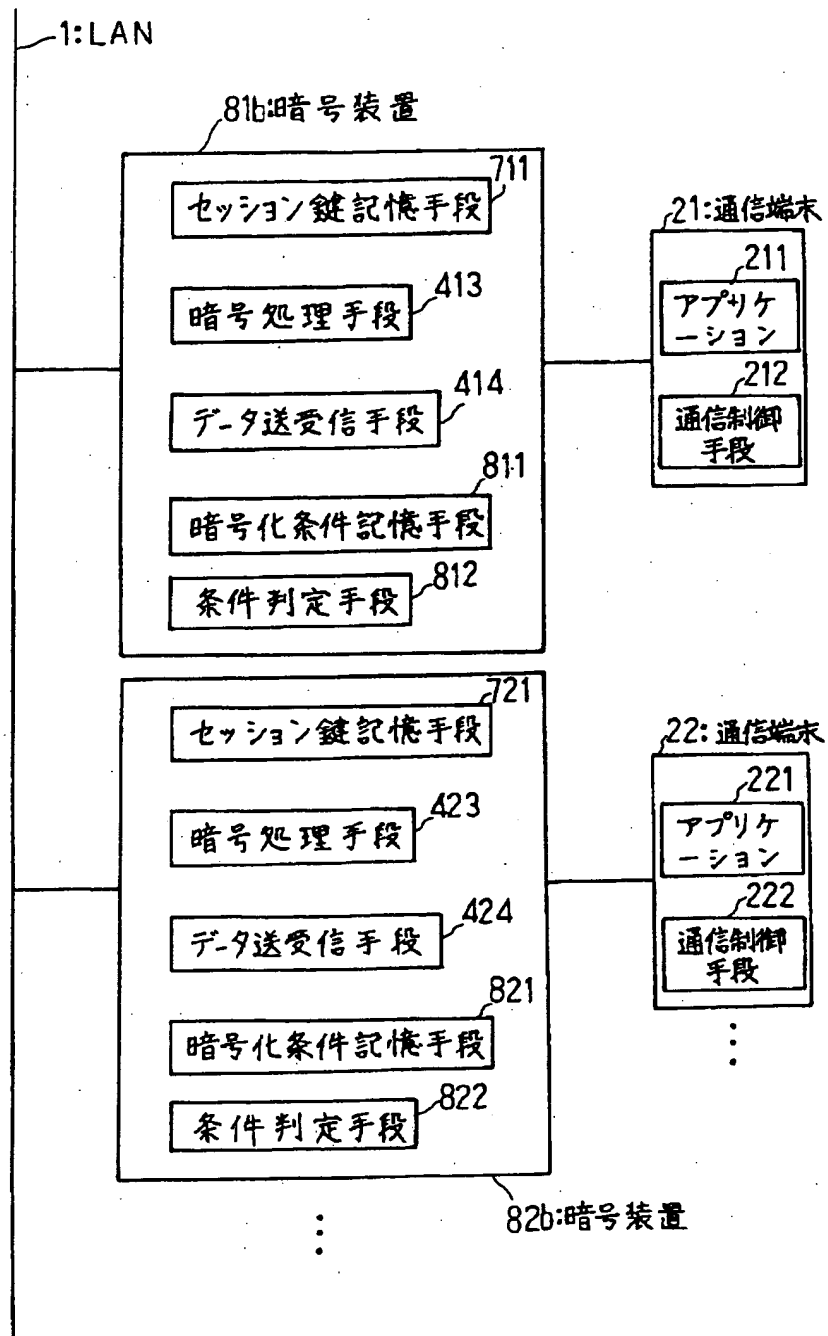 1:LAN
81b:暗号装置
711
セッション鍵記憶手段
413
暗号処理手段
414
データ送受信手段
811
暗号化条件記憶手段
812
条件判定手段
21:通信端末
211
アプリケ
ーション
212
通信制御
手段
721
セッション鍵記憶手段
423
暗号処理手段
424
データ送受信手段
821
暗号化条件記憶手段
822
条件判定手段
82b:暗号装置
22:通信端末
221
アプリケ
ーション
222
通信制御
手段